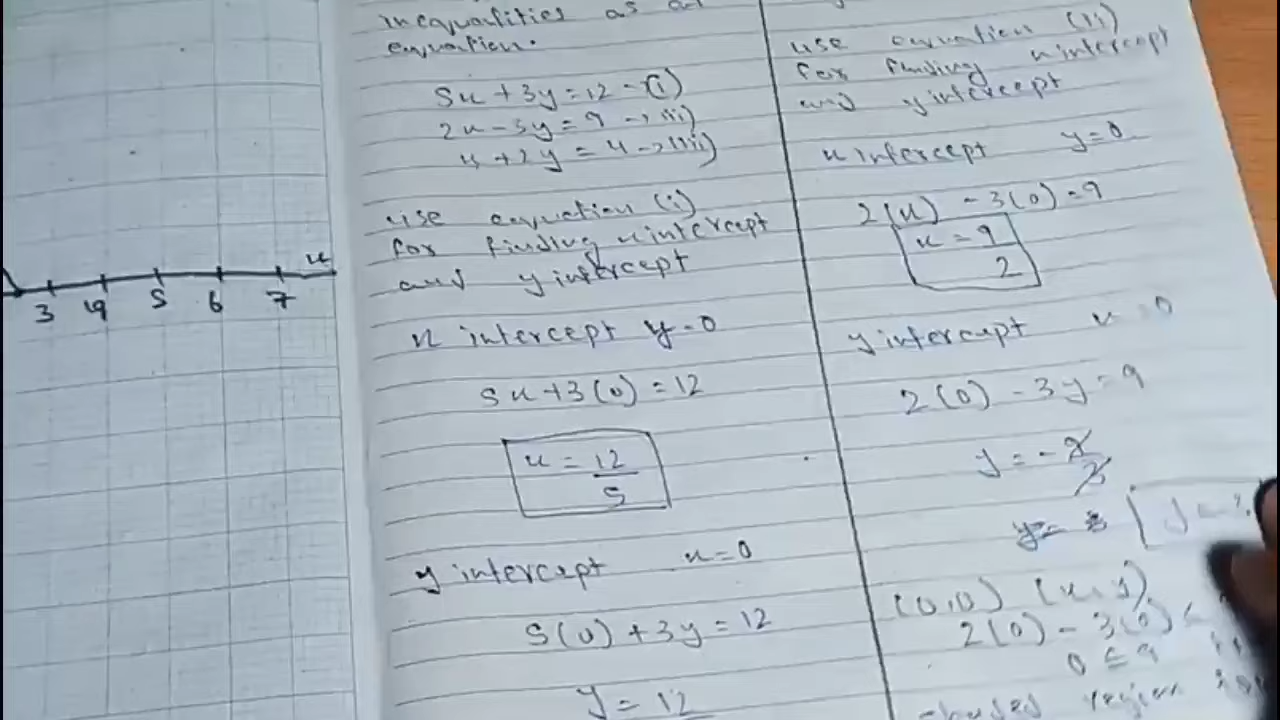 3 4 5 6 7 x
inequalities as an
equation.
5x + 3y = 12 → (i)
2x - 3y = 9 → (ii)
x + 2y = 4 → (iii)
use equation (i)
for finding x intercept
and y intercept
x intercept y = 0
5x + 3(0) = 12
x = 12/5
y intercept x = 0
5(0) + 3y = 12
y = 12
use equation (ii)
for finding x intercept
and y intercept
x intercept y = 0
2(x) - 3(0) = 9
x = 9/2
y intercept x = 0
2(0) - 3y = 9
y = -
y =
(0,0) (x,y)
2(0) - 3(0) ≤
0 ≤ 9
region